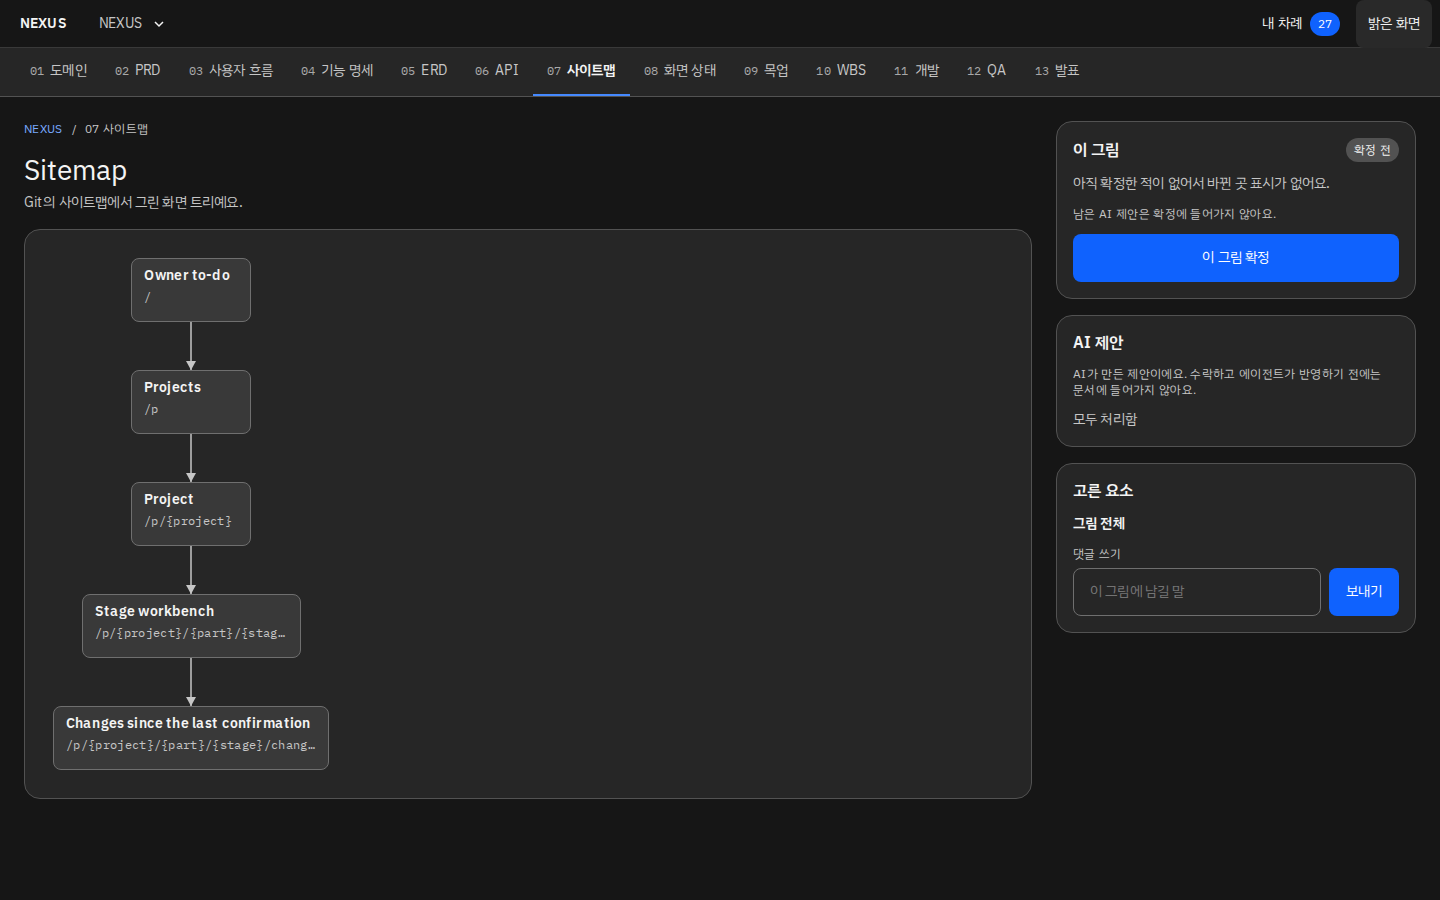 NEXUS NEXUS 내 차례 27 밝은 화면
01 도메인 02 PRD 03 사용자 흐름 04 기능 명세 05 ERD 06 API 07 사이트맵 08 화면 상태 09 목업 10 WBS 11 개발 12 QA 13 발표
NEXUS / 07 사이트맵
Sitemap
Git의 사이트맵에서 그린 화면 트리예요.
Owner to-do
/
Projects
/p
Project
/p/{project}
Stage workbench
/p/{project}/{part}/{stag…
Changes since the last confirmation
/p/{project}/{part}/{stage}/chang…
이 그림 확정 전
아직 확정한 적이 없어서 바뀐 곳 표시가 없어요.
남은 AI 제안은 확정에 들어가지 않아요.
이 그림 확정
AI 제안
AI가 만든 제안이에요. 수락하고 에이전트가 반영하기 전에는
문서에 들어가지 않아요.
모두 처리함
고른 요소
그림 전체
댓글 쓰기
이 그림에 남길 말 보내기